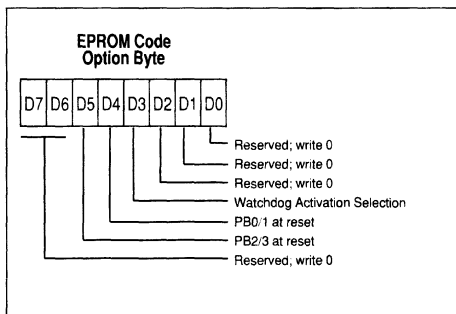 EPROM Code
Option Byte
D7 D6 D5 D4 D3 D2 D1 D0
Reserved; write 0
Reserved; write 0
Reserved; write 0
Watchdog Activation Selection
PB0/1 at reset
PB2/3 at reset
Reserved; write 0